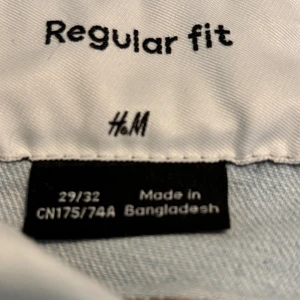 Regular fit
H&M
29/32 Made in
CN175/74A Bangladesh